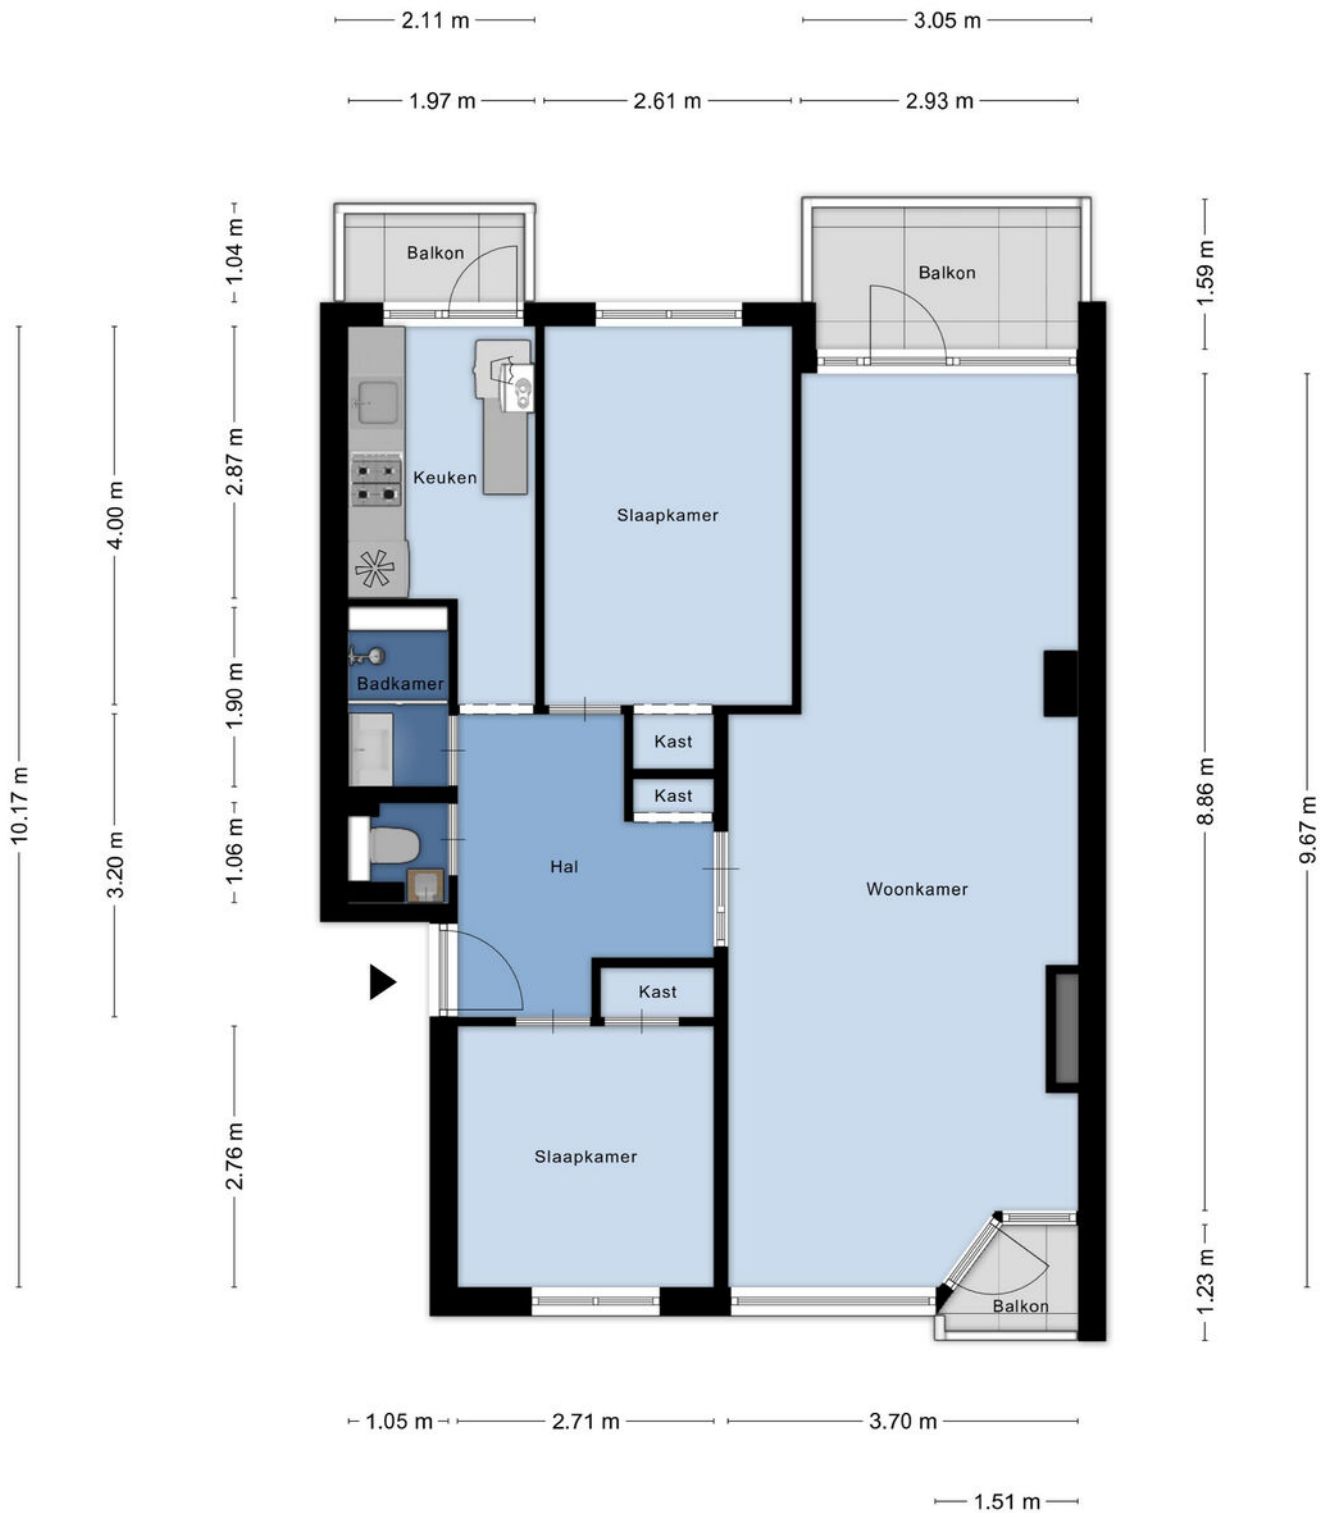 2.11 m
3.05 m
1.97 m
2.61 m
2.93 m
1.04 m
Balkon
Balkon
1.59 m
2.87 m
4.00 m
Keuken
Slaapkamer
Badkamer
1.90 m
Kast
Kast
10.17 m
3.20 m
1.06 m
Hal
Woonkamer
8.86 m
9.67 m
Kast
2.76 m
Slaapkamer
1.23 m
Balkon
1.05 m
2.71 m
3.70 m
1.51 m